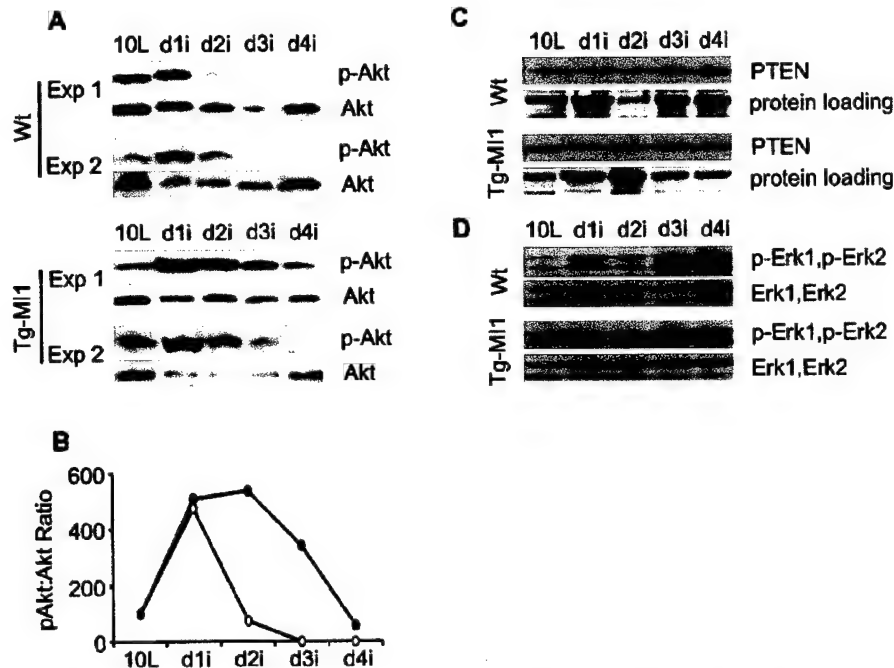 A
10L d1i d2i d3i d4i
Wt
Exp 1
p-Akt
Akt
Exp 2
p-Akt
Akt
10L d1i d2i d3i d4i
Tg-MI1
Exp 1
p-Akt
Akt
Exp 2
p-Akt
Akt
B
pAkt:Akt Ratio
600
400
200
0
10L d1i d2i d3i d4i
C
10L d1i d2i d3i d4i
Wt
PTEN
protein loading
Tg-MI1
PTEN
protein loading
D
10L d1i d2i d3i d4i
Wt
p-Erk1,p-Erk2
Erk1,Erk2
Tg-MI1
p-Erk1,p-Erk2
Erk1,Erk2